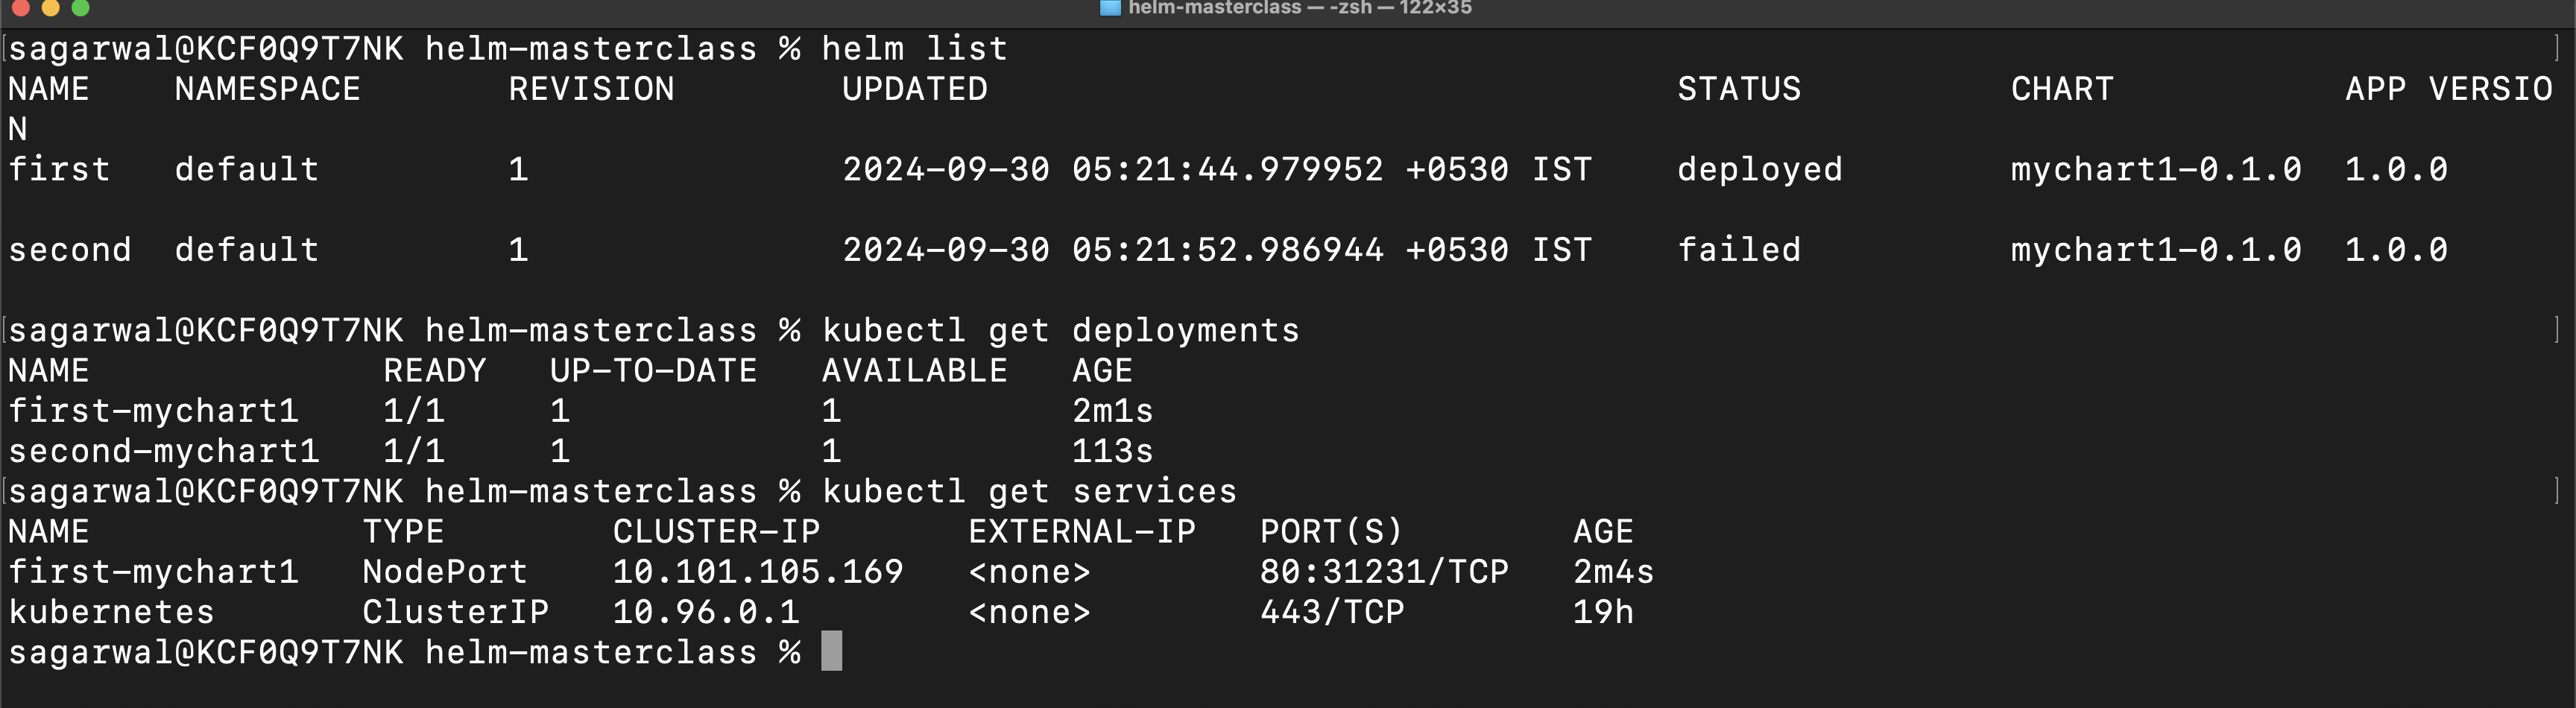 helm-masterclass — -zsh — 122×35
[sagarwal@KCF0Q9T7NK helm-masterclass % helm list ]
NAME NAMESPACE REVISION UPDATED STATUS CHART APP VERSIO
N
first default 1 2024-09-30 05:21:44.979952 +0530 IST deployed mychart1-0.1.0 1.0.0
second default 1 2024-09-30 05:21:52.986944 +0530 IST failed mychart1-0.1.0 1.0.0
[sagarwal@KCF0Q9T7NK helm-masterclass % kubectl get deployments ]
NAME READY UP-TO-DATE AVAILABLE AGE
first-mychart1 1/1 1 1 2m1s
second-mychart1 1/1 1 1 113s
[sagarwal@KCF0Q9T7NK helm-masterclass % kubectl get services ]
NAME TYPE CLUSTER-IP EXTERNAL-IP PORT(S) AGE
first-mychart1 NodePort 10.101.105.169 <none> 80:31231/TCP 2m4s
kubernetes ClusterIP 10.96.0.1 <none> 443/TCP 19h
sagarwal@KCF0Q9T7NK helm-masterclass %